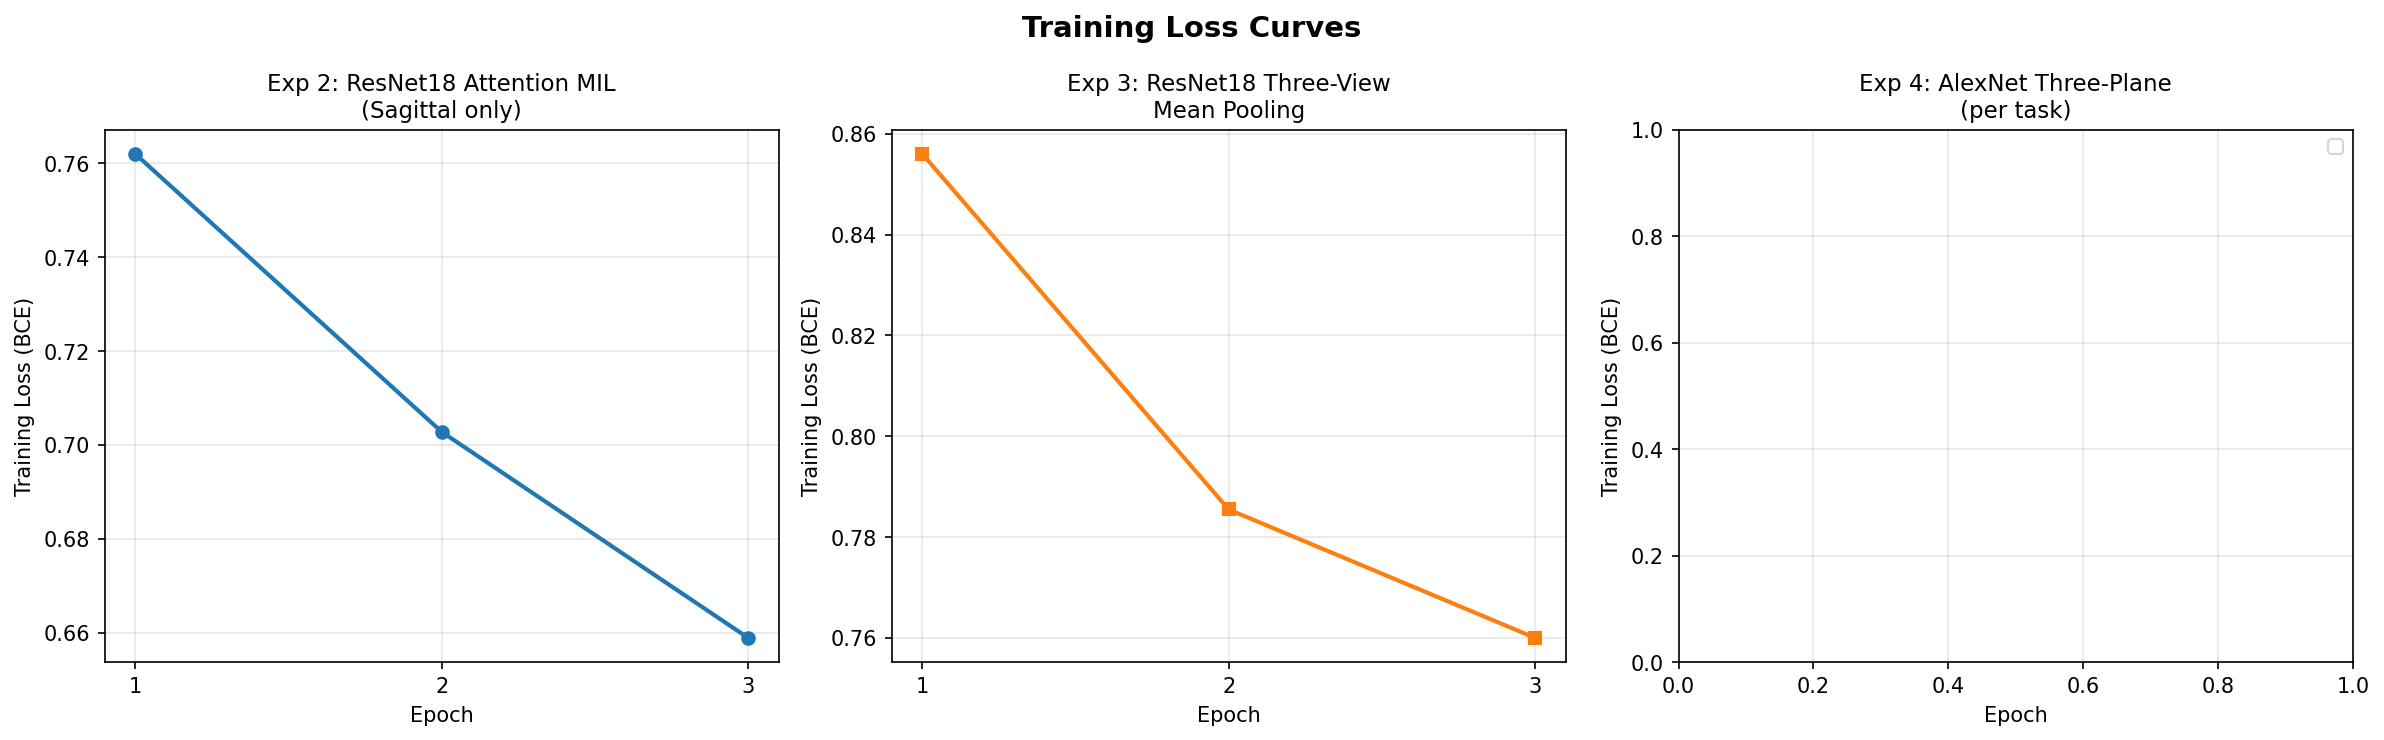 Training Loss Curves
Exp 2: ResNet18 Attention MIL
(Sagittal only)
0.76
0.74
0.72
0.70
0.68
0.66
Training Loss (BCE)
1 2 3
Epoch
Exp 3: ResNet18 Three-View
Mean Pooling
0.86
0.84
0.82
0.80
0.78
0.76
Training Loss (BCE)
1 2 3
Epoch
Exp 4: AlexNet Three-Plane
(per task)
1.0
0.8
0.6
0.4
0.2
0.0
Training Loss (BCE)
0.0 0.2 0.4 0.6 0.8 1.0
Epoch